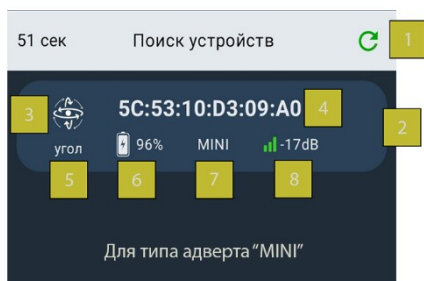 51 сек Поиск устройств 1
3 5C:53:10:D3:09:A0 4 2
угол 96% MINI -17dB
5 6 7 8
Для типа адверта “MINI”